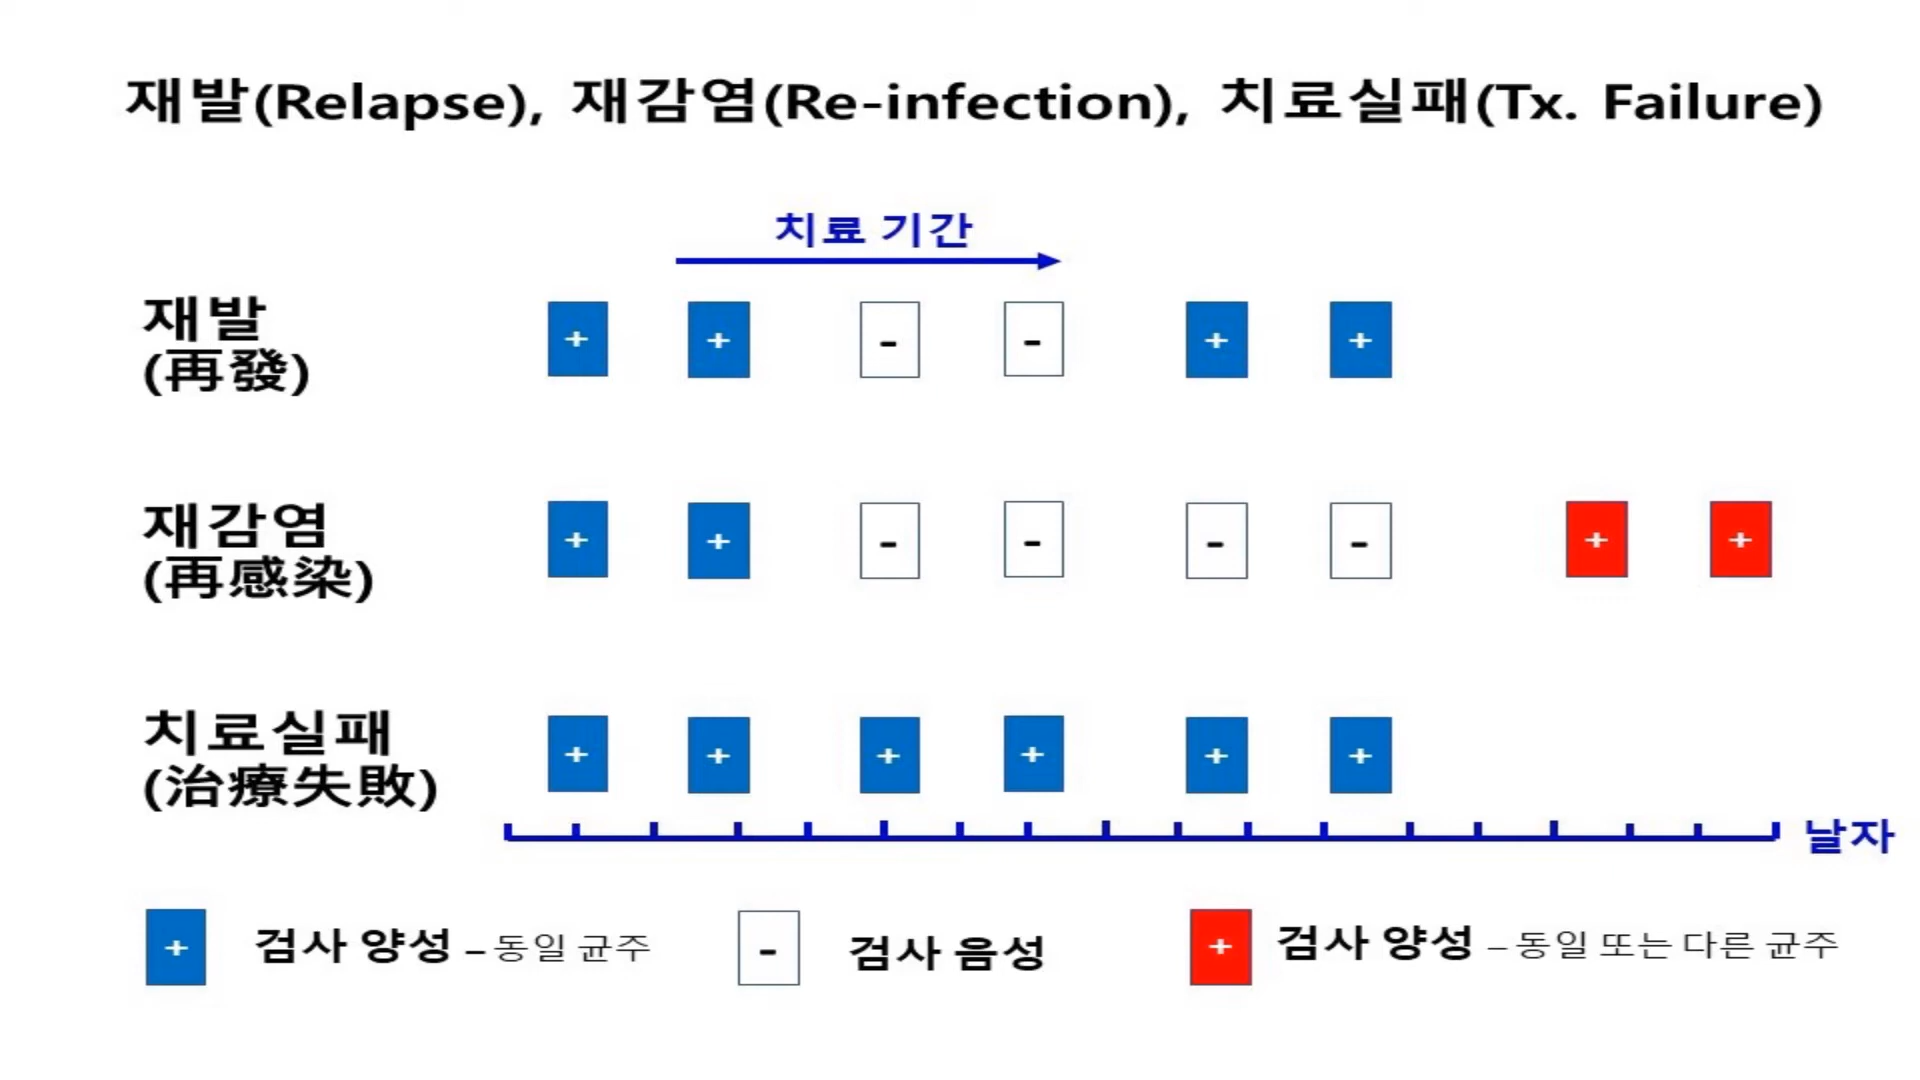 재발(Relapse), 재감염(Re-infection), 치료실패(Tx. Failure)
치료 기간
재발
(再發)
+ + - - + +
재감염
(再感染)
+ + - - - - + +
치료실패
(治療失敗)
+ + + + + +
날자
+ 검사 양성 – 동일 균주
- 검사 음성
+ 검사 양성 – 동일 또는 다른 균주